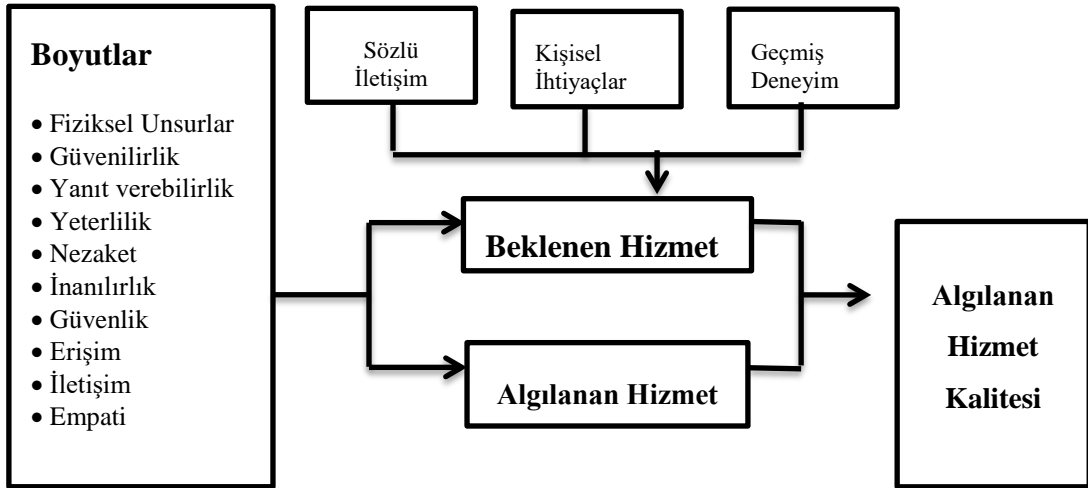 Boyutlar
• Fiziksel Unsurlar
• Güvenilirlik
• Yanıt verebilirlik
• Yeterlilik
• Nezaket
• İnanılırlık
• Güvenlik
• Erişim
• İletişim
• Empati
Sözlü
İletişim
Kişisel
İhtiyaçlar
Geçmiş
Deneyim
Beklenen Hizmet
Algılanan Hizmet
Algılanan
Hizmet
Kalitesi